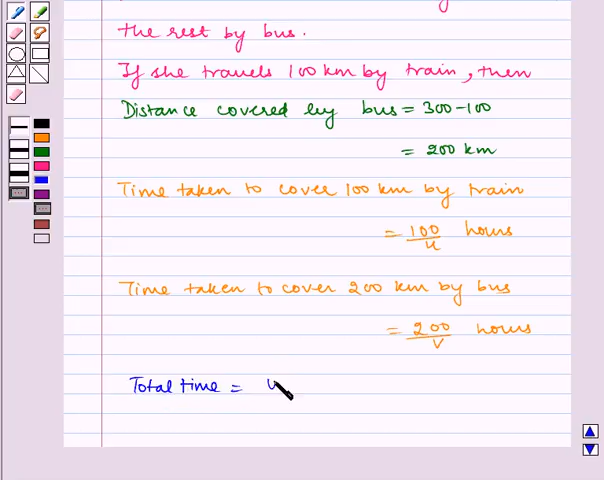 the rest by bus.
If she travels 100 km by train, then
Distance covered by bus = 300-100
= 200 km
Time taken to cover 100 km by train
= 100/u hours
Time taken to cover 200 km by bus
= 200/v hours
Total time =